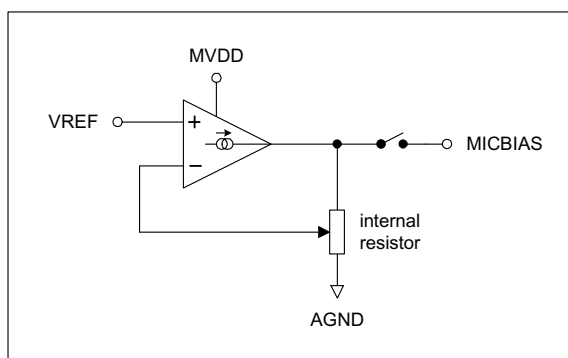 MVDD
VREF
+
−
MICBIAS
internal
resistor
AGND